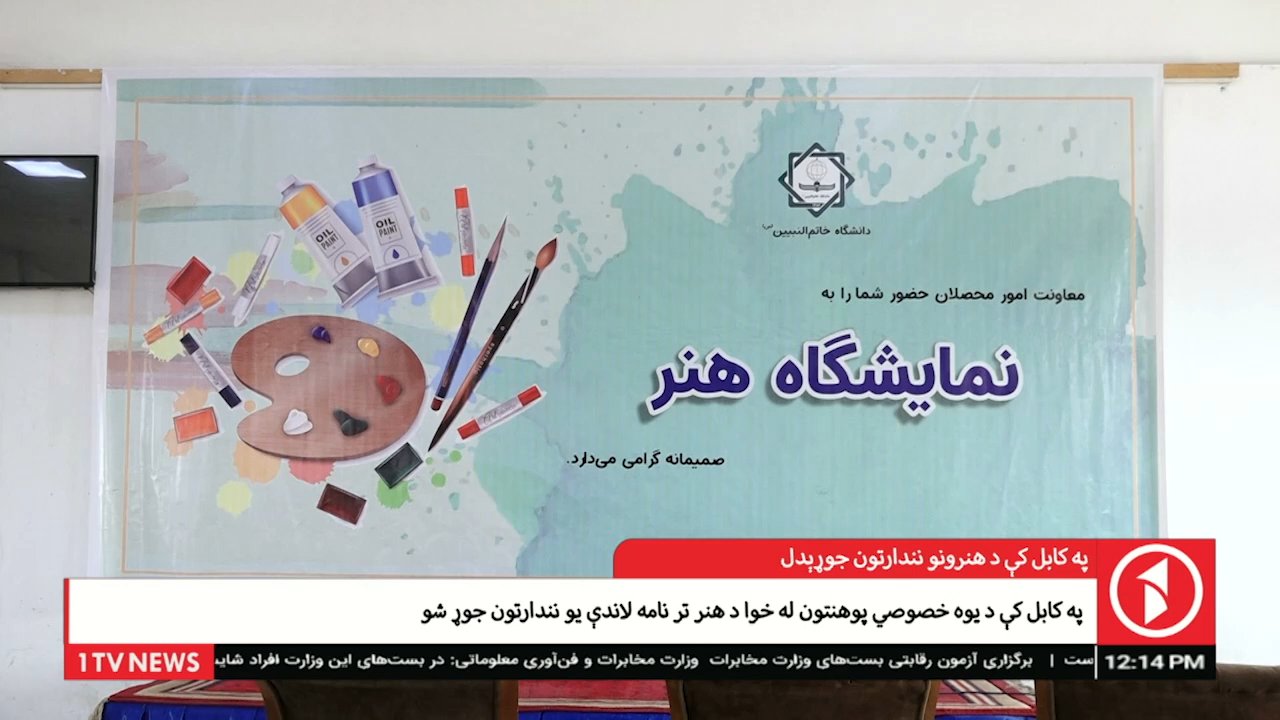 دانشگاه خاتم‌النبیین(ص)
معاونت امور محصلان حضور شما را به
نمایشگاه هنر
صمیمانه گرامی می‌دارد.
OIL PAINT
OIL PAINT
په کابل کې د هنرونو نندارتون جوړېدل
په کابل کې د یوه خصوصي پوهنتون له خوا د هنر تر نامه لاندې یو نندارتون جوړ شو
1TV NEWS
ست | برگزاری آزمون رقابتی بست‌های وزارت مخابرات وزارت مخابرات و فن‌آوری معلوماتی: در بست‌های این وزارت افراد شایس
12:14 PM